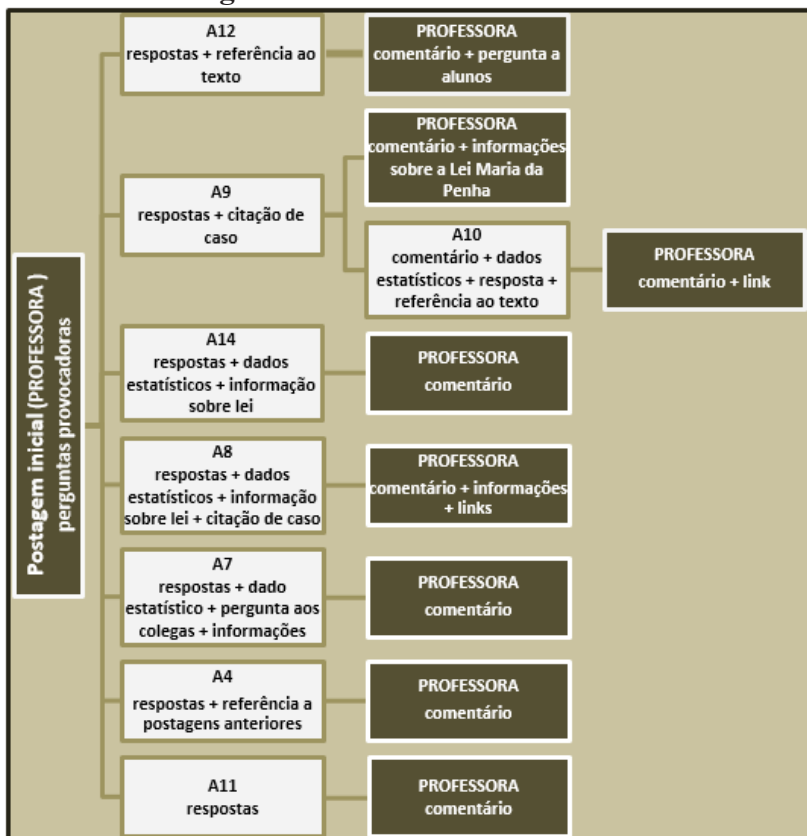 g
A12
respostas + referência ao
texto
PROFESSORA
comentário + pergunta a
alunos
A9
respostas + citação de
caso
PROFESSORA
comentário + informações
sobre a Lei Maria da
Penha
A10
comentário + dados
estatísticos + resposta +
referência ao texto
PROFESSORA
comentário + link
Postagem inicial (PROFESSORA )
perguntas provocadoras
A14
respostas + dados
estatísticos + informação
sobre lei
PROFESSORA
comentário
A8
respostas + dados
estatísticos + informação
sobre lei + citação de caso
PROFESSORA
comentário + informações
+ links
A7
respostas + dado
estatístico + pergunta aos
colegas + informações
PROFESSORA
comentário
A4
respostas + referência a
postagens anteriores
PROFESSORA
comentário
A11
respostas
PROFESSORA
comentário